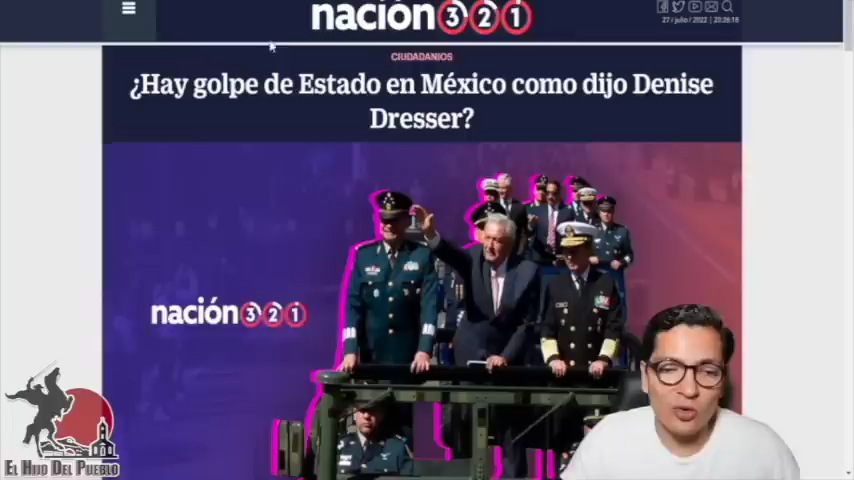 nación321
27 / julio / 2022 | 20:26:18
CIUDADANIOS
¿Hay golpe de Estado en México como dijo Denise
Dresser?
nación321
EL HIJO DEL PUEBLO